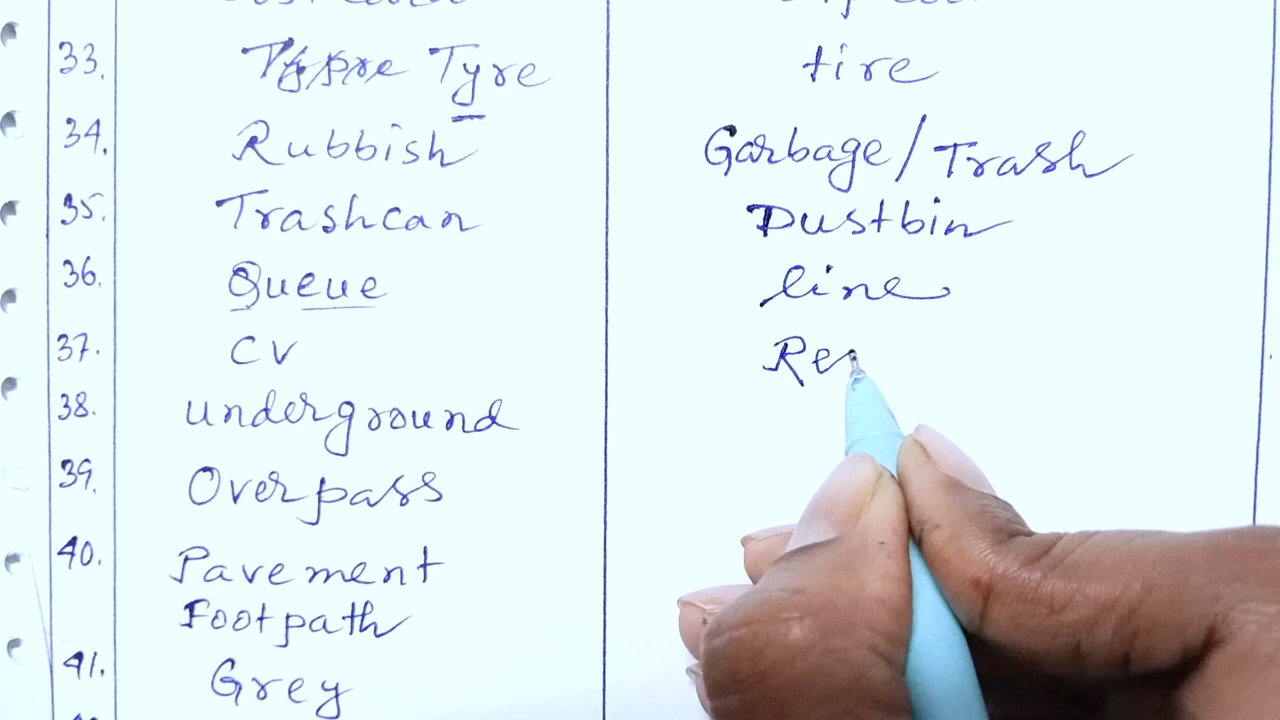 33. Tyre tire
34. Rubbish Garbage/Trash
35. Trashcan Dustbin
36. Queue line
37. CV Re
38. underground
39. Overpass
40. Pavement
Footpath
41. Grey